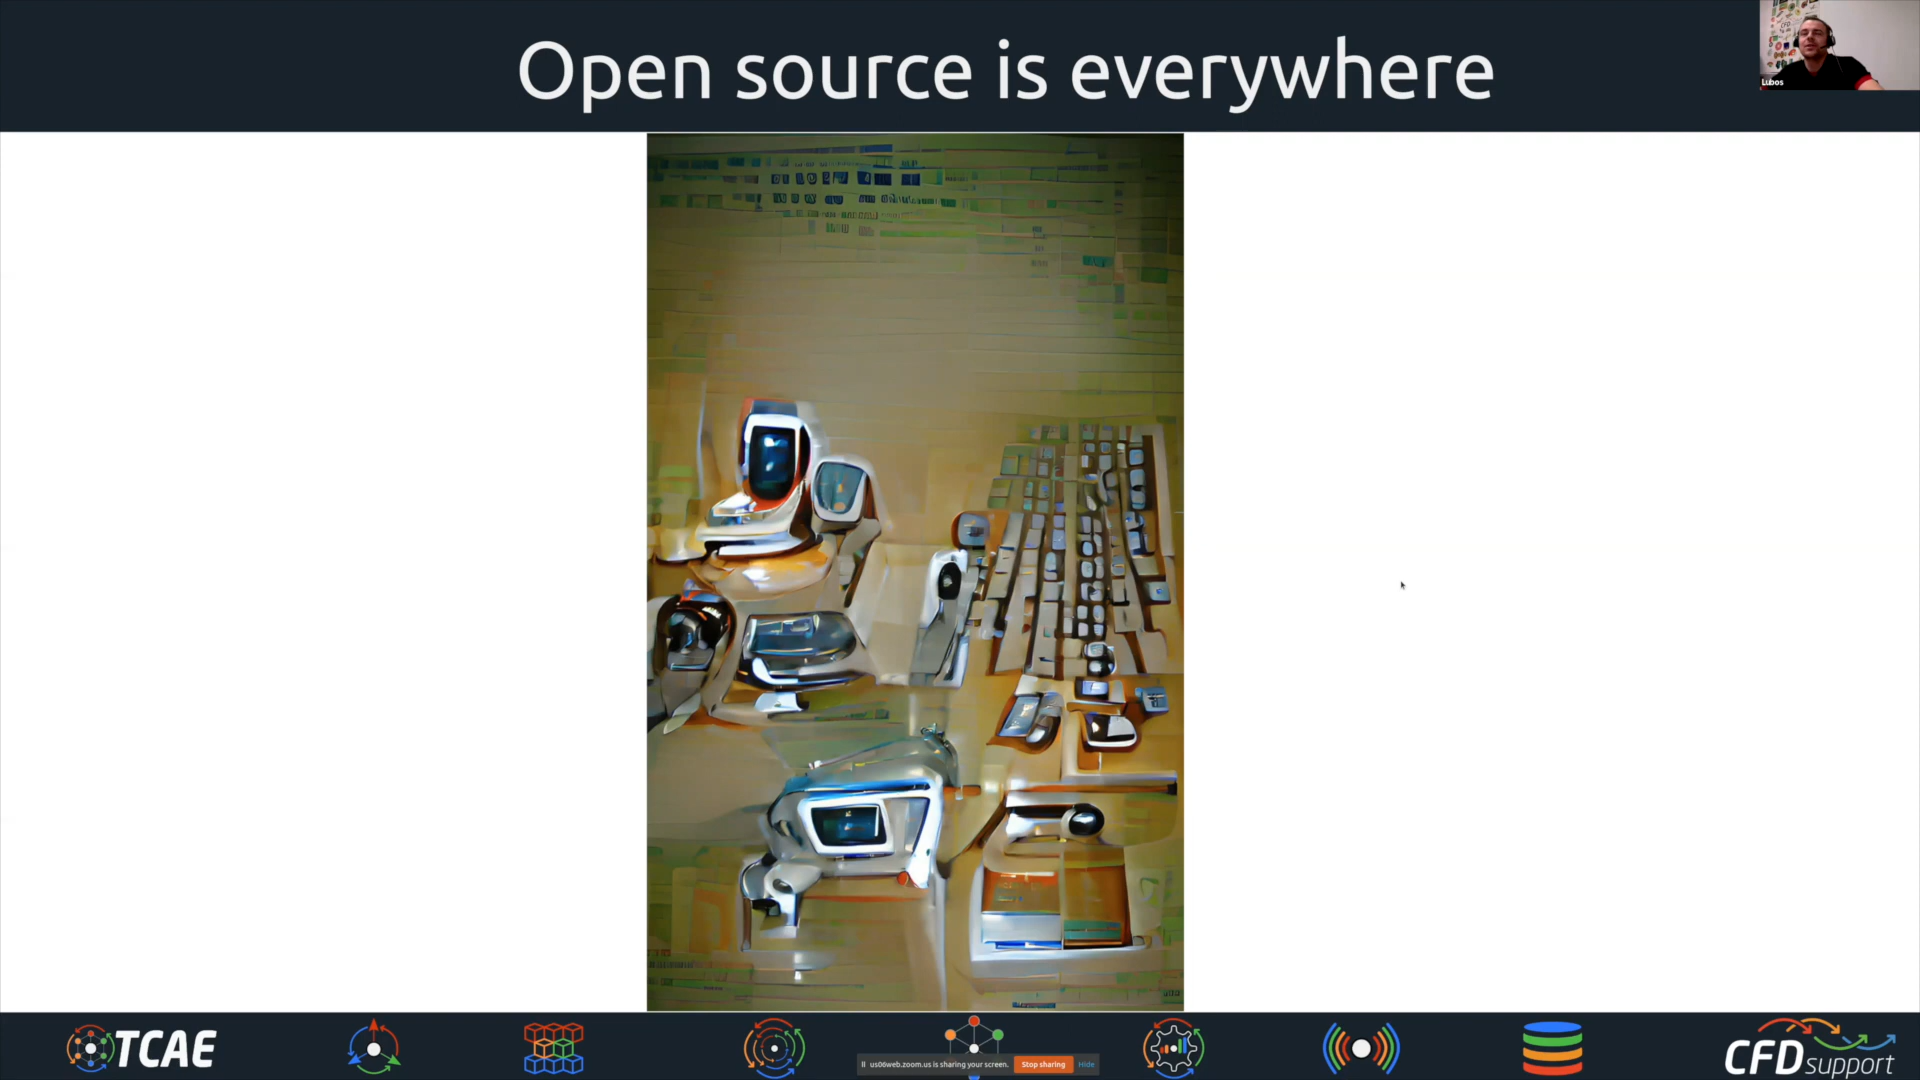 Open source is everywhere
Lubos
TCAE
us06web.zoom.us is sharing your screen.
Stop sharing
Hide
CFD support